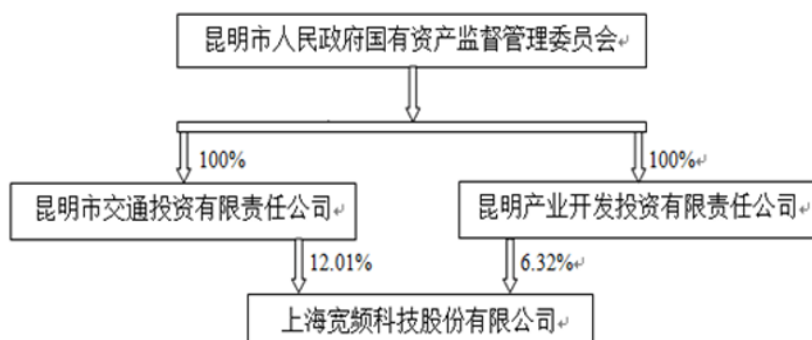 昆明市人民政府国有资产监督管理委员会↵
100%
100%↵
昆明市交通投资有限责任公司↵
昆明产业开发投资有限责任公司↵
12.01%
6.32%↵
上海宽频科技股份有限公司↵